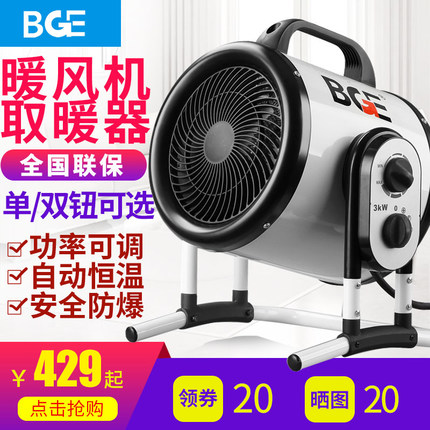 BGE
暖风机
取暖器
全国联保
单/双钮可选
功率可调
自动恒温
安全防爆
BGE
3kW 0
¥429起
点击抢购
领券 20
晒图 20